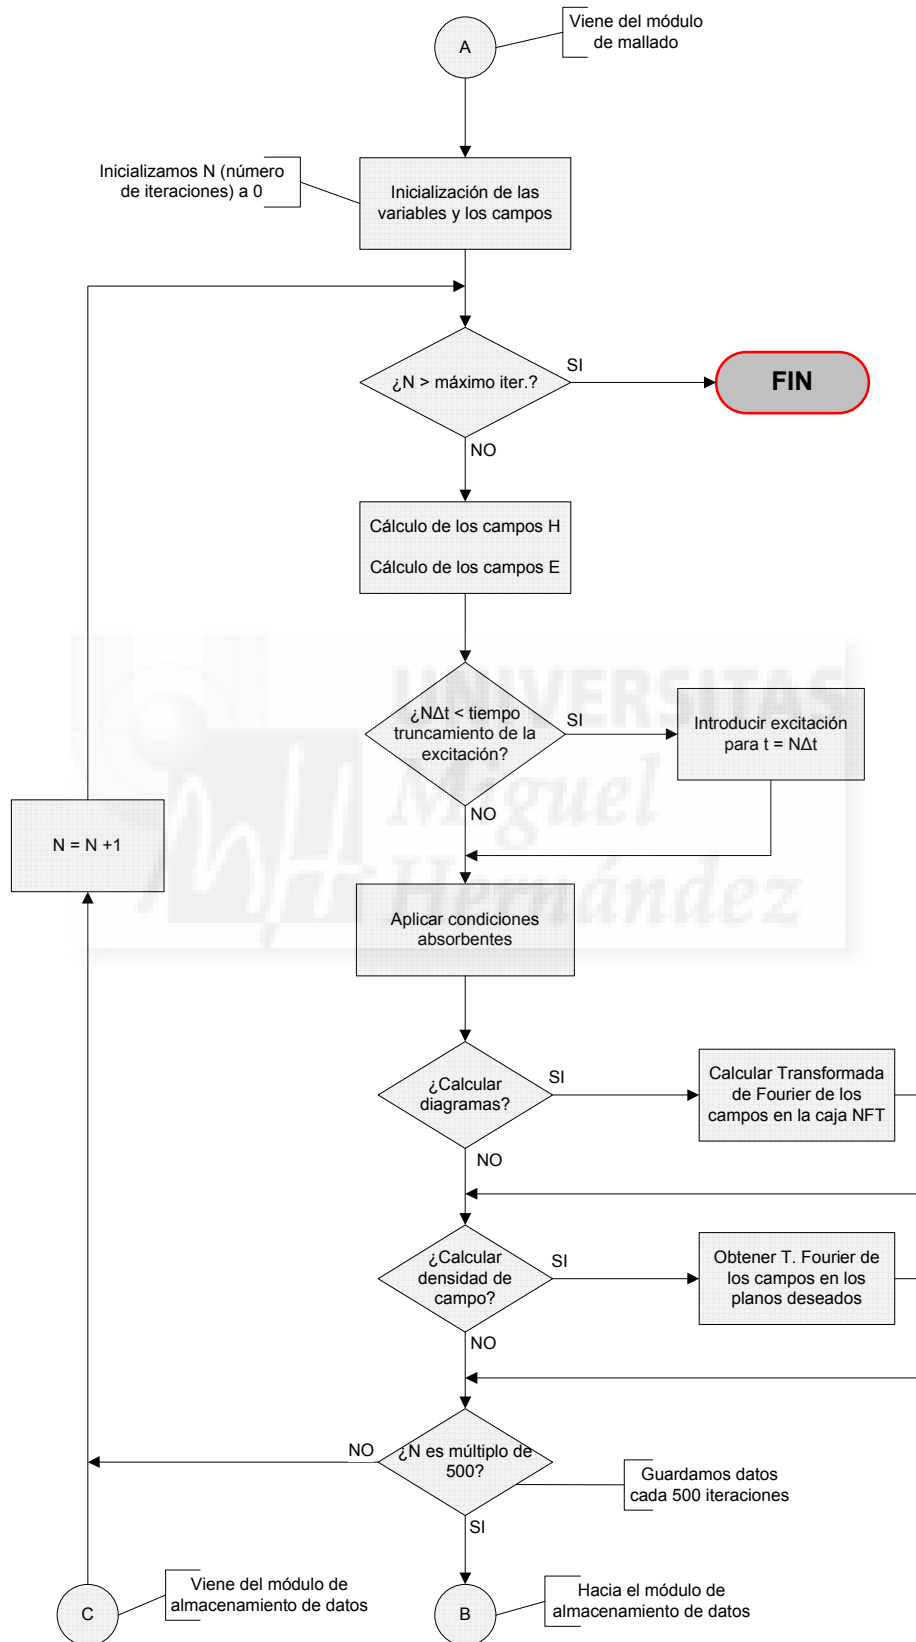 A
Viene del módulo
de mallado
Inicializamos N (número
de iteraciones) a 0
Inicialización de las
variables y los campos
¿N > máximo iter.?
SI
FIN
NO
Cálculo de los campos H
Cálculo de los campos E
UNIVERSITAS
Miguel
Hernández
¿NΔt < tiempo
truncamiento de la
excitación?
SI
Introducir excitación
para t = NΔt
NO
N = N +1
Aplicar condiciones
absorbentes
¿Calcular
diagramas?
SI
Calcular Transformada
de Fourier de los
campos en la caja NFT
NO
¿Calcular
densidad de
campo?
SI
Obtener T. Fourier de
los campos en los
planos deseados
NO
¿N es múltiplo de
500?
NO
Guardamos datos
cada 500 iteraciones
SI
C
Viene del módulo de
almacenamiento de datos
B
Hacia el módulo de
almacenamiento de datos